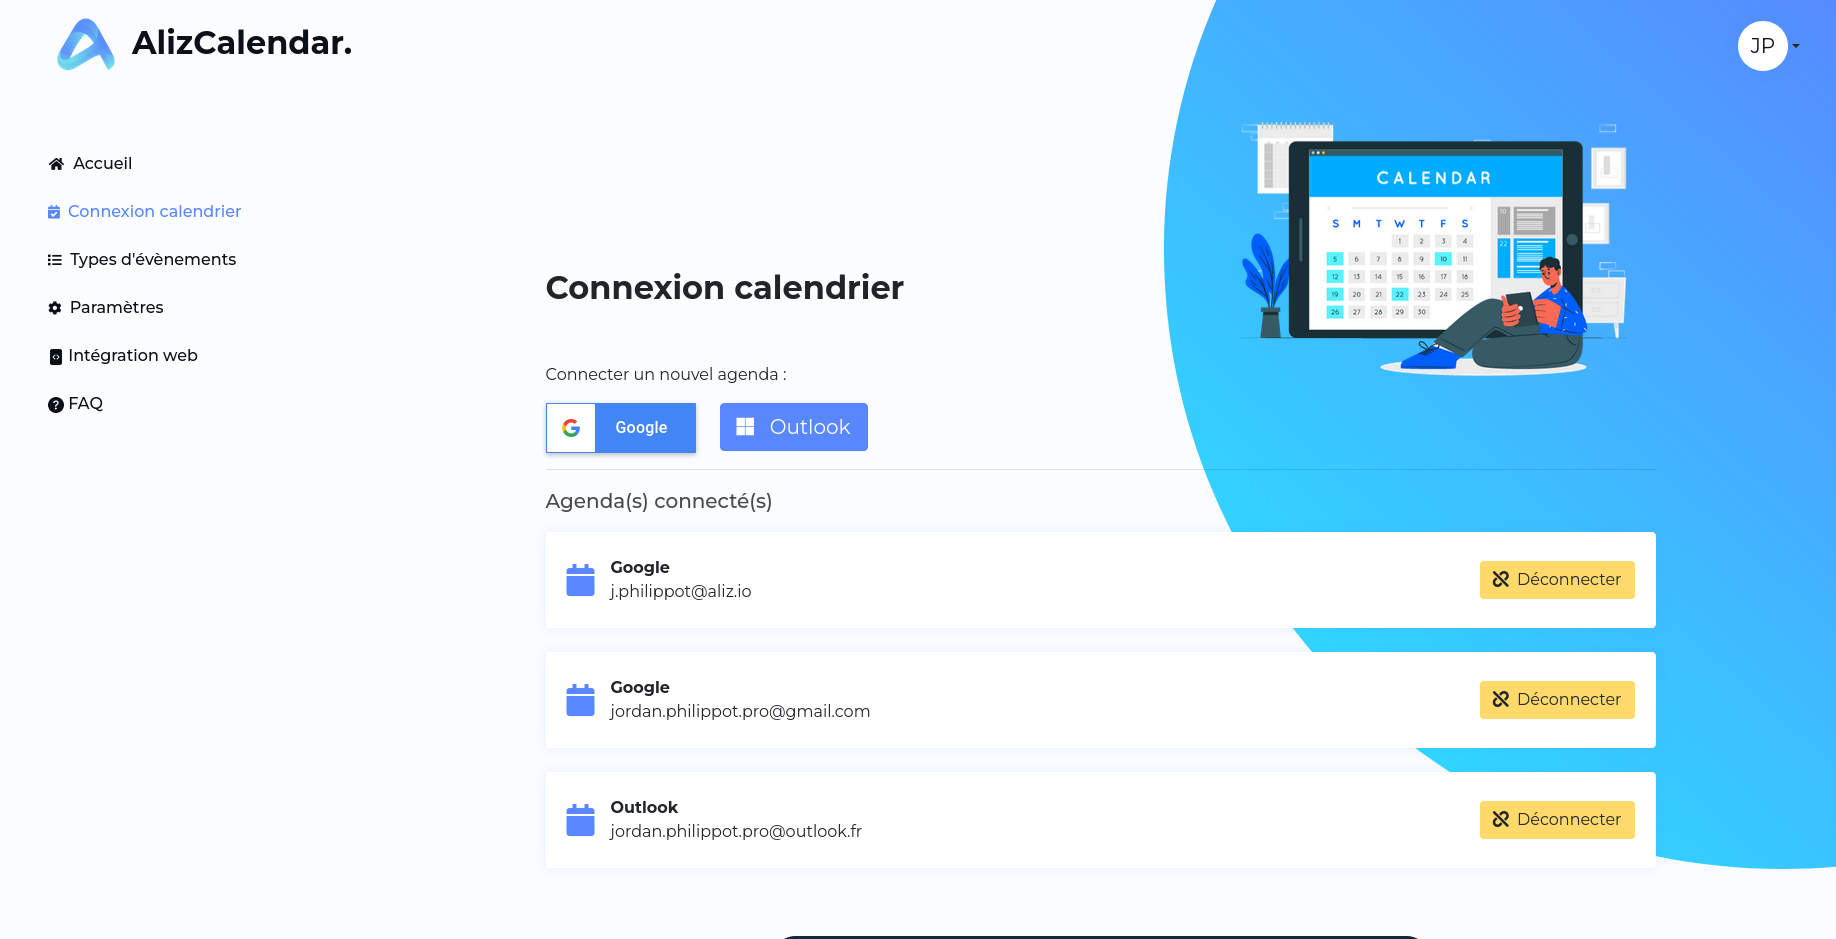 AlizCalendar.
JP
Accueil
Connexion calendrier
Types d'évènements
Paramètres
Intégration web
FAQ
CALENDAR
S M T W T F S
1 2 3 4
5 6 7 8 9 10 11
12 13 14 15 16 17 18
19 20 21 22 23 24 25
26 27 28 29 30
10
22
Connexion calendrier
Connecter un nouvel agenda :
Google
Outlook
Agenda(s) connecté(s)
Google
j.philippot@aliz.io
Déconnecter
Google
jordan.philippot.pro@gmail.com
Déconnecter
Outlook
jordan.philippot.pro@outlook.fr
Déconnecter